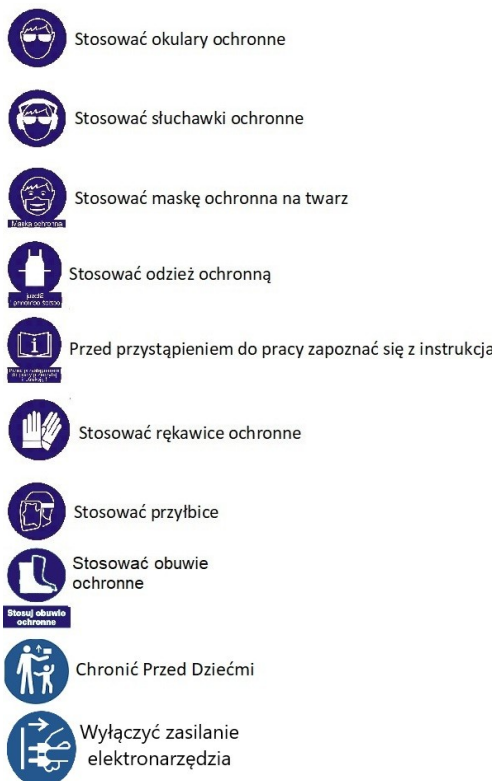 Stosować okulary ochronne
Stosować słuchawki ochronne
Stosować maskę ochronna na twarz
Maska ochronna
Stosować odzież ochronną
Przed przystąpieniem do pracy zapoznać się z instrukcja
Stosować rękawice ochronne
Stosować przyłbice
Stosować obuwie
ochronne
Stosuj obuwie
ochronne
Chronić Przed Dziećmi
Wyłączyć zasilanie
elektronarzędzia